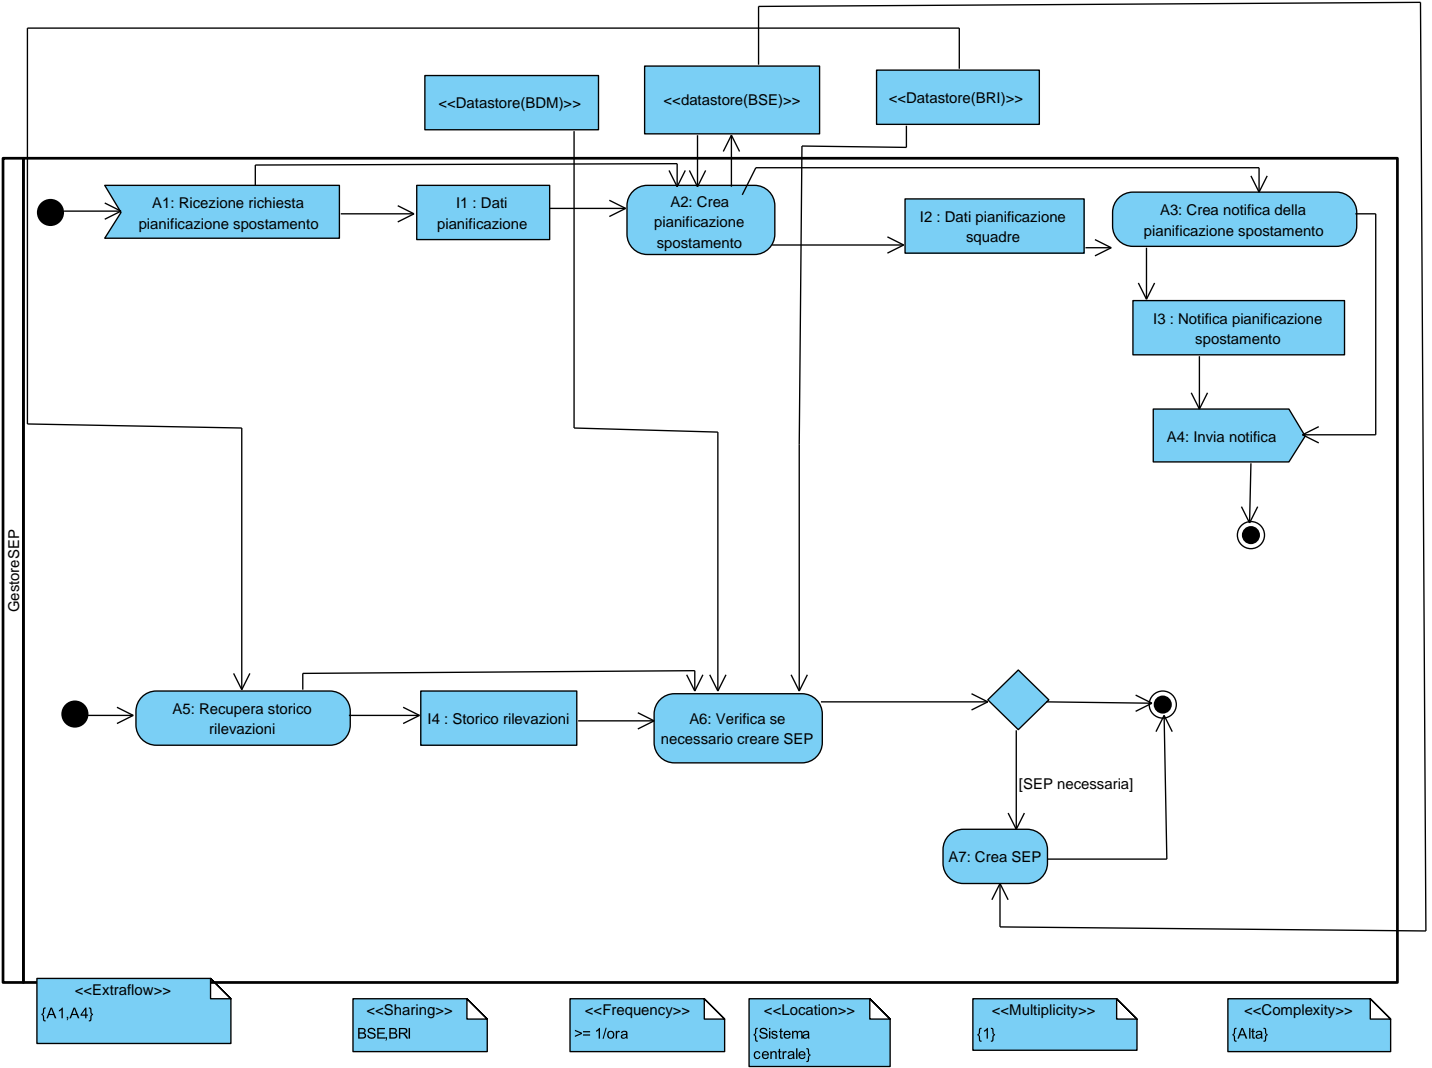 <<Datastore(BDM)>>
<<datastore(BSE)>>
<<Datastore(BRI)>>
A1: Ricezione richiesta
pianificazione spostamento
I1 : Dati
pianificazione
A2: Crea
pianificazione
spostamento
I2 : Dati pianificazione
squadre
A3: Crea notifica della
pianificazione spostamento
I3 : Notifica pianificazione
spostamento
A4: Invia notifica
GestoreSEP
A5: Recupera storico
rilevazioni
I4 : Storico rilevazioni
A6: Verifica se
necessario creare SEP
[SEP necessaria]
A7: Crea SEP
<<Extraflow>>
{A1,A4}
<<Sharing>>
BSE,BRI
<<Frequency>>
>= 1/ora
<<Location>>
{Sistema
centrale}
<<Multiplicity>>
{1}
<<Complexity>>
{Alta}